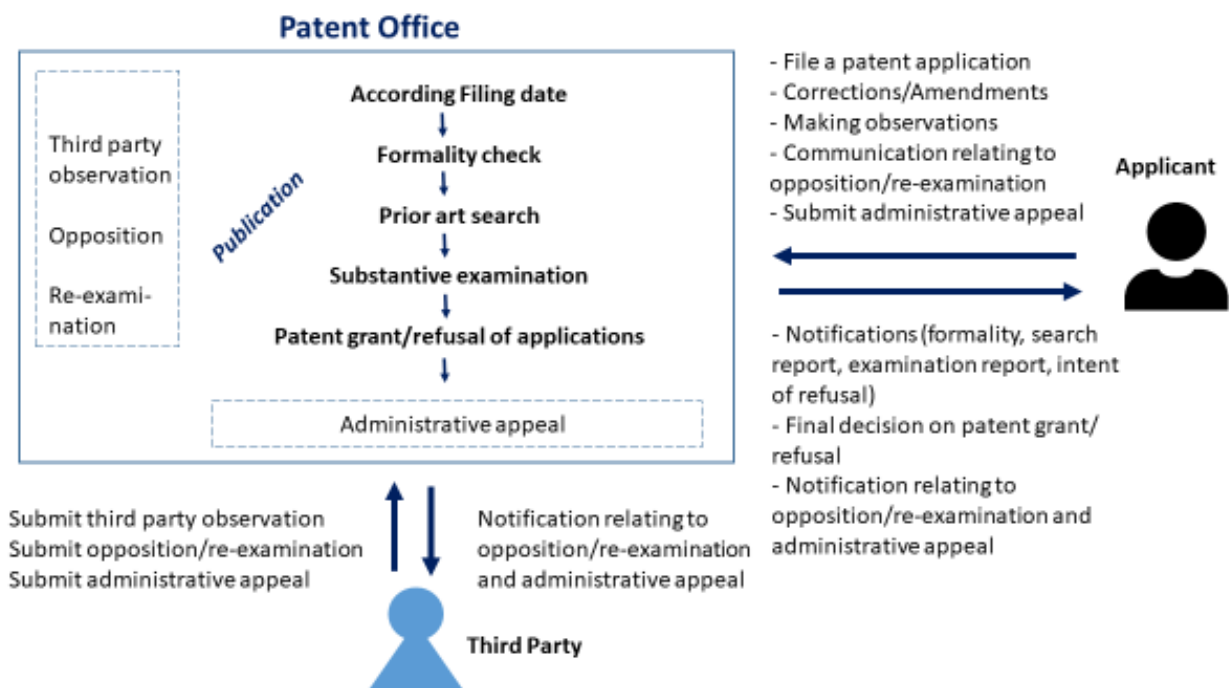 Patent Office
Third party
observation
Opposition
Re-exami-
nation
Publication
According Filing date
Formality check
Prior art search
Substantive examination
Patent grant/refusal of applications
Administrative appeal
- File a patent application
- Corrections/Amendments
- Making observations
- Communication relating to
opposition/re-examination
- Submit administrative appeal
Applicant
- Notifications (formality, search
report, examination report, intent
of refusal)
- Final decision on patent grant/
refusal
- Notification relating to
opposition/re-examination and
administrative appeal
Submit third party observation
Submit opposition/re-examination
Submit administrative appeal
Notification relating to
opposition/re-examination
and administrative appeal
Third Party